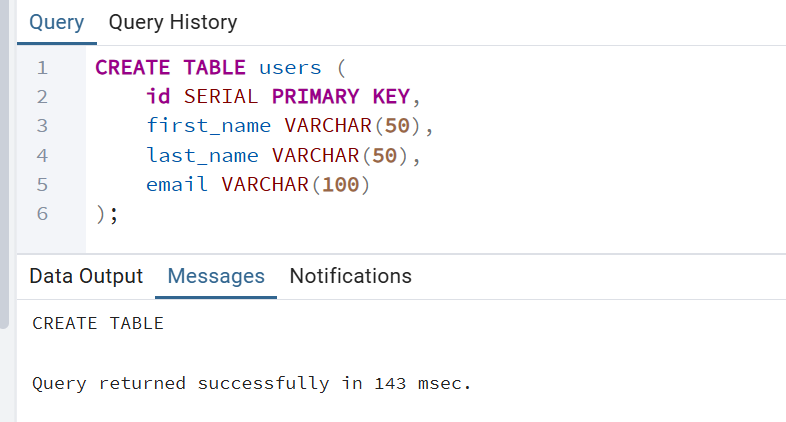 Query Query History
1 CREATE TABLE users (
2 id SERIAL PRIMARY KEY,
3 first_name VARCHAR(50),
4 last_name VARCHAR(50),
5 email VARCHAR(100)
6 );
Data Output Messages Notifications
CREATE TABLE
Query returned successfully in 143 msec.